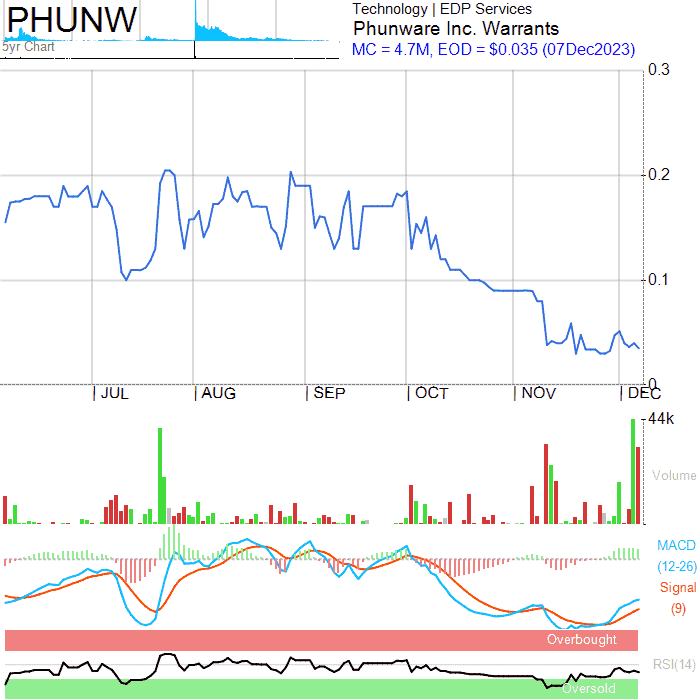 PHUNW
5yr Chart
Technology | EDP Services
Phunware Inc. Warrants
MC = 4.7M, EOD = $0.035 (07Dec2023)
0.3
0.2
0.1
0
JUL AUG SEP OCT NOV DEC
44k
Volume
MACD
(12-26)
Signal
(9)
Overbought
RSI(14)
Oversold